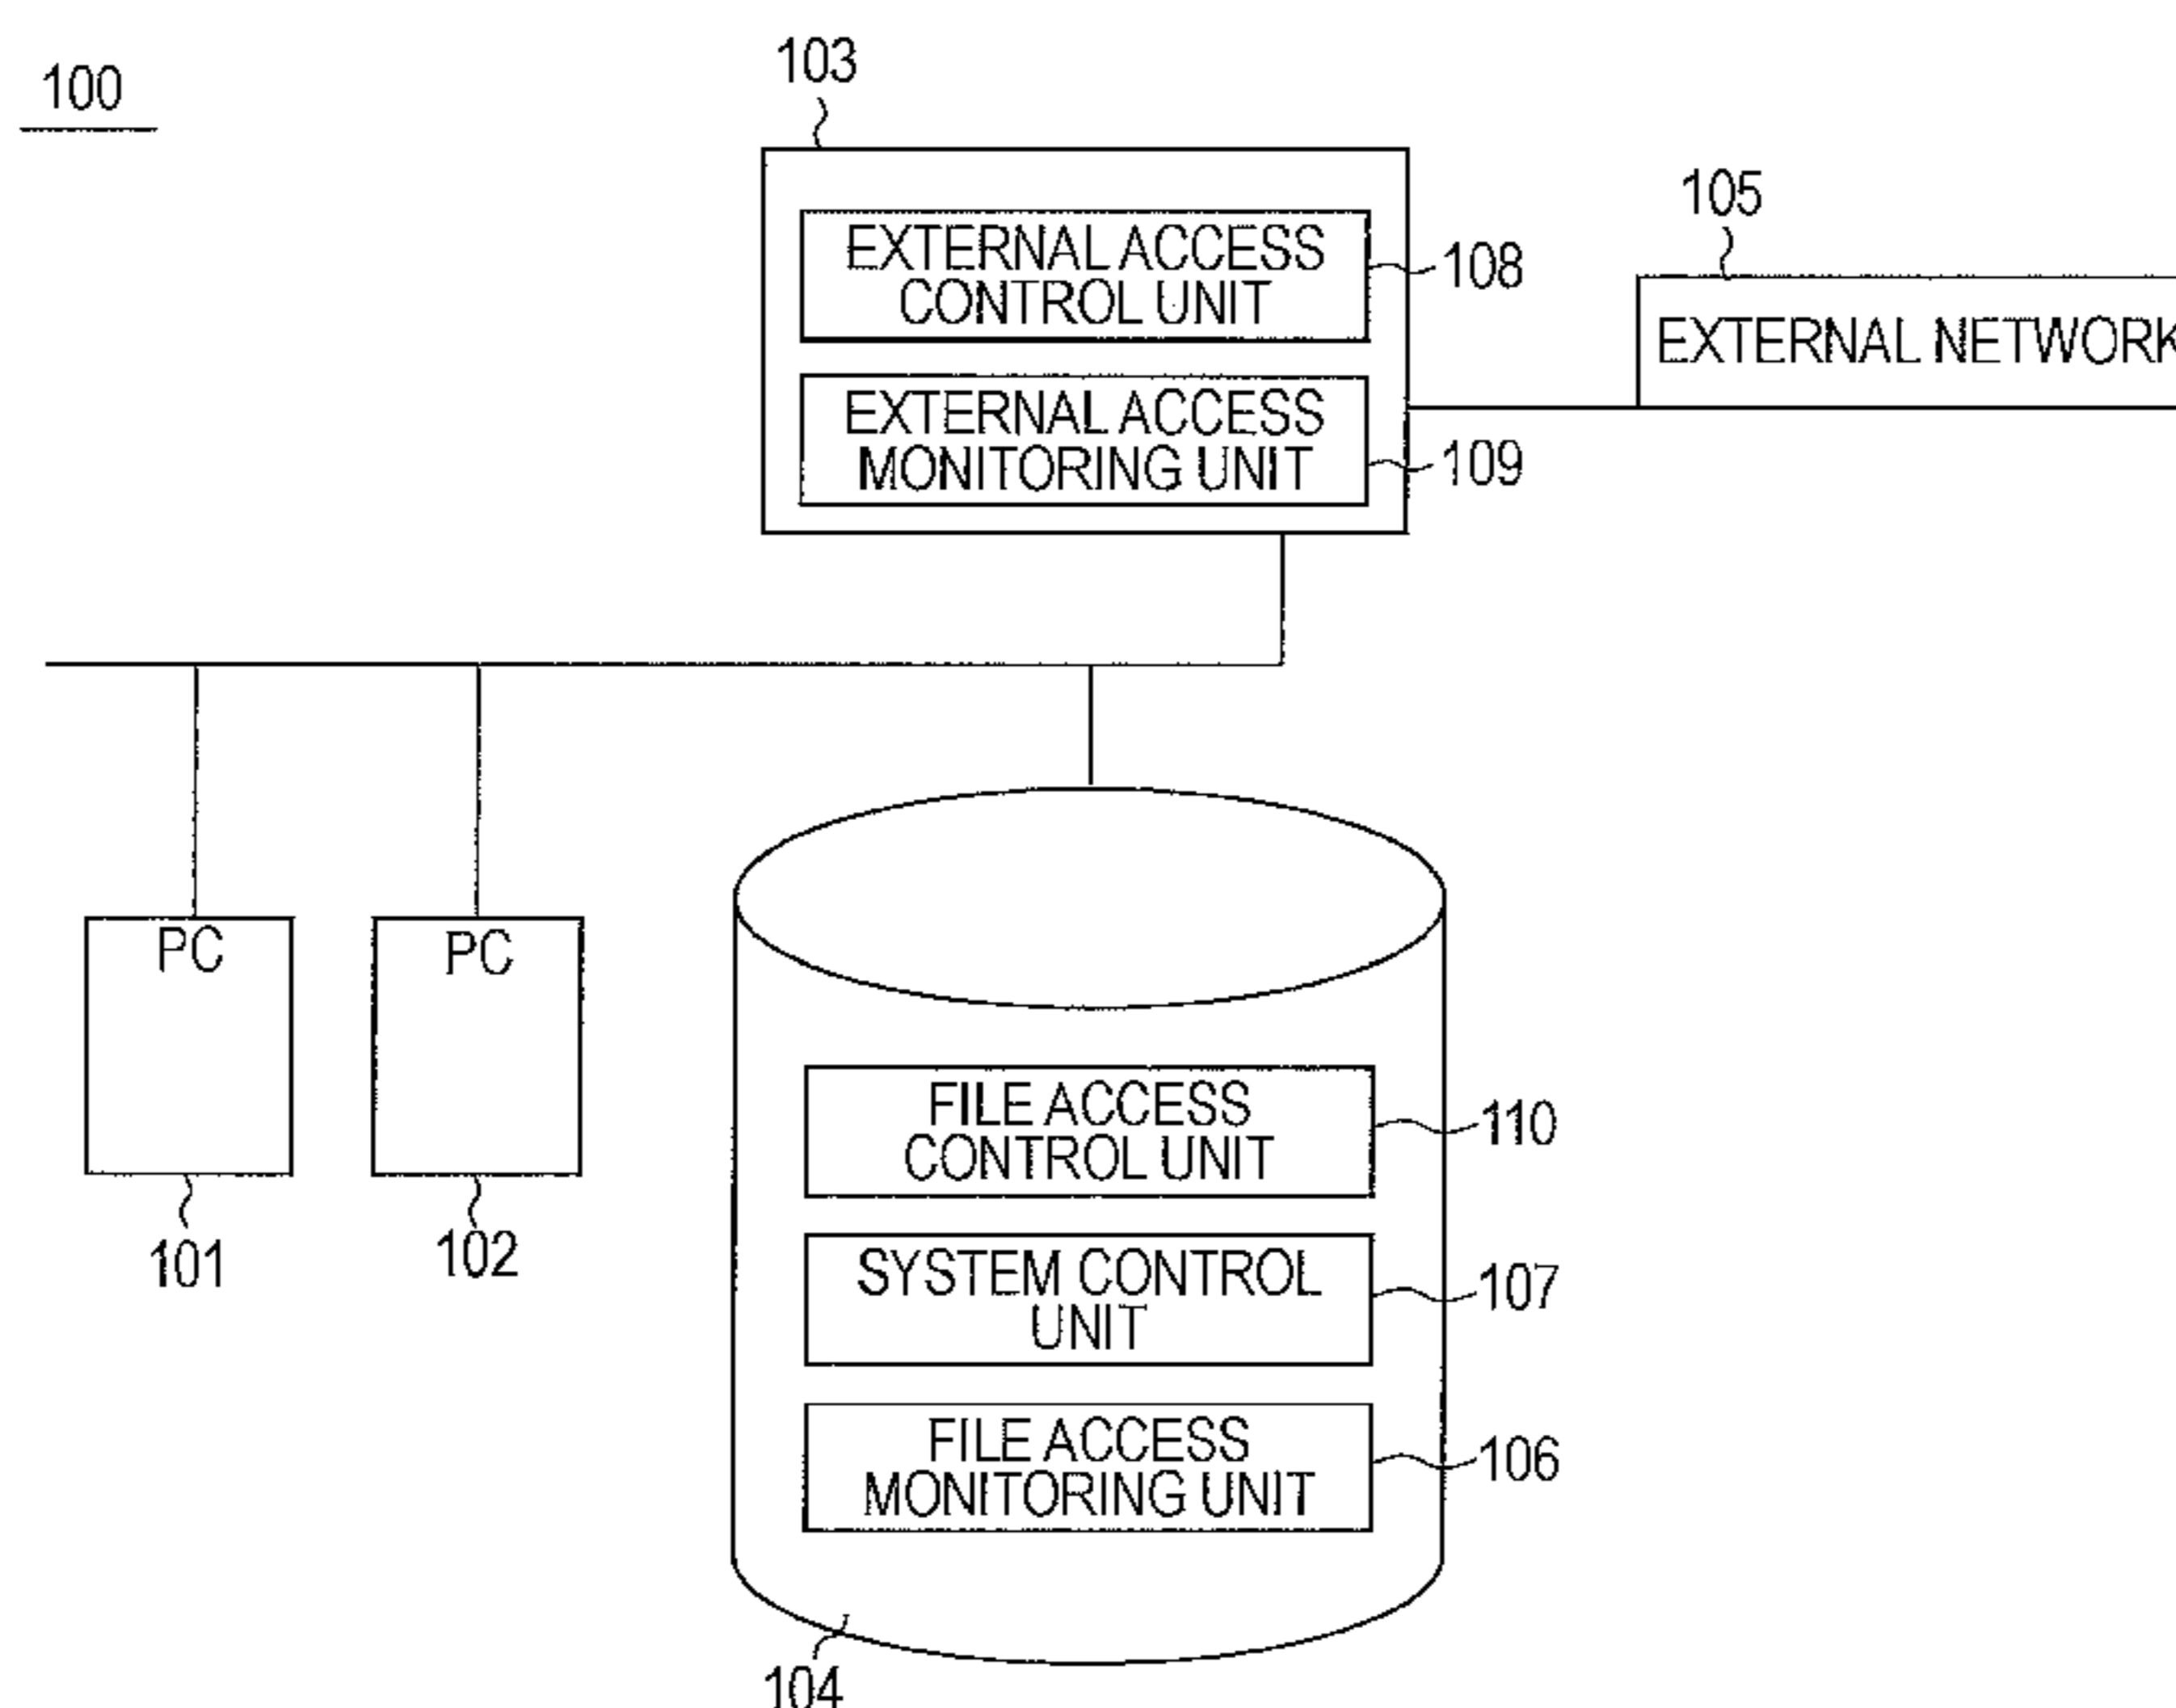 100
103
EXTERNAL ACCESS
CONTROL UNIT
108
105
EXTERNAL NETWORK
EXTERNAL ACCESS
MONITORING UNIT
109
PC
PC
101
102
FILE ACCESS
CONTROL UNIT
110
SYSTEM CONTROL
UNIT
107
FILE ACCESS
MONITORING UNIT
106
104